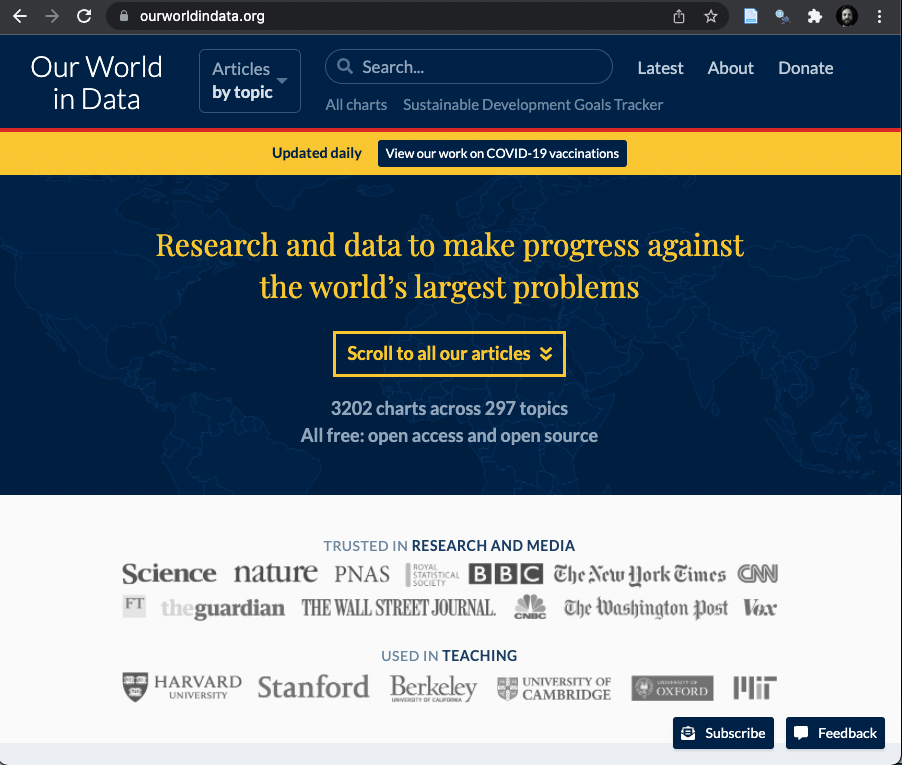 ourworldindata.org
Our World
in Data
Articles
by topic
Search...
Latest About Donate
All charts Sustainable Development Goals Tracker
Updated daily View our work on COVID-19 vaccinations
Research and data to make progress against
the world's largest problems
Scroll to all our articles
3202 charts across 297 topics
All free: open access and open source
TRUSTED IN RESEARCH AND MEDIA
Science nature PNAS ROYAL STATISTICAL SOCIETY BBC The New York Times CNN
FT theguardian THE WALL STREET JOURNAL. CNBC The Washington Post Vox
USED IN TEACHING
HARVARD UNIVERSITY Stanford Berkeley UNIVERSITY OF CALIFORNIA UNIVERSITY OF CAMBRIDGE UNIVERSITY OF OXFORD MIT
Subscribe Feedback